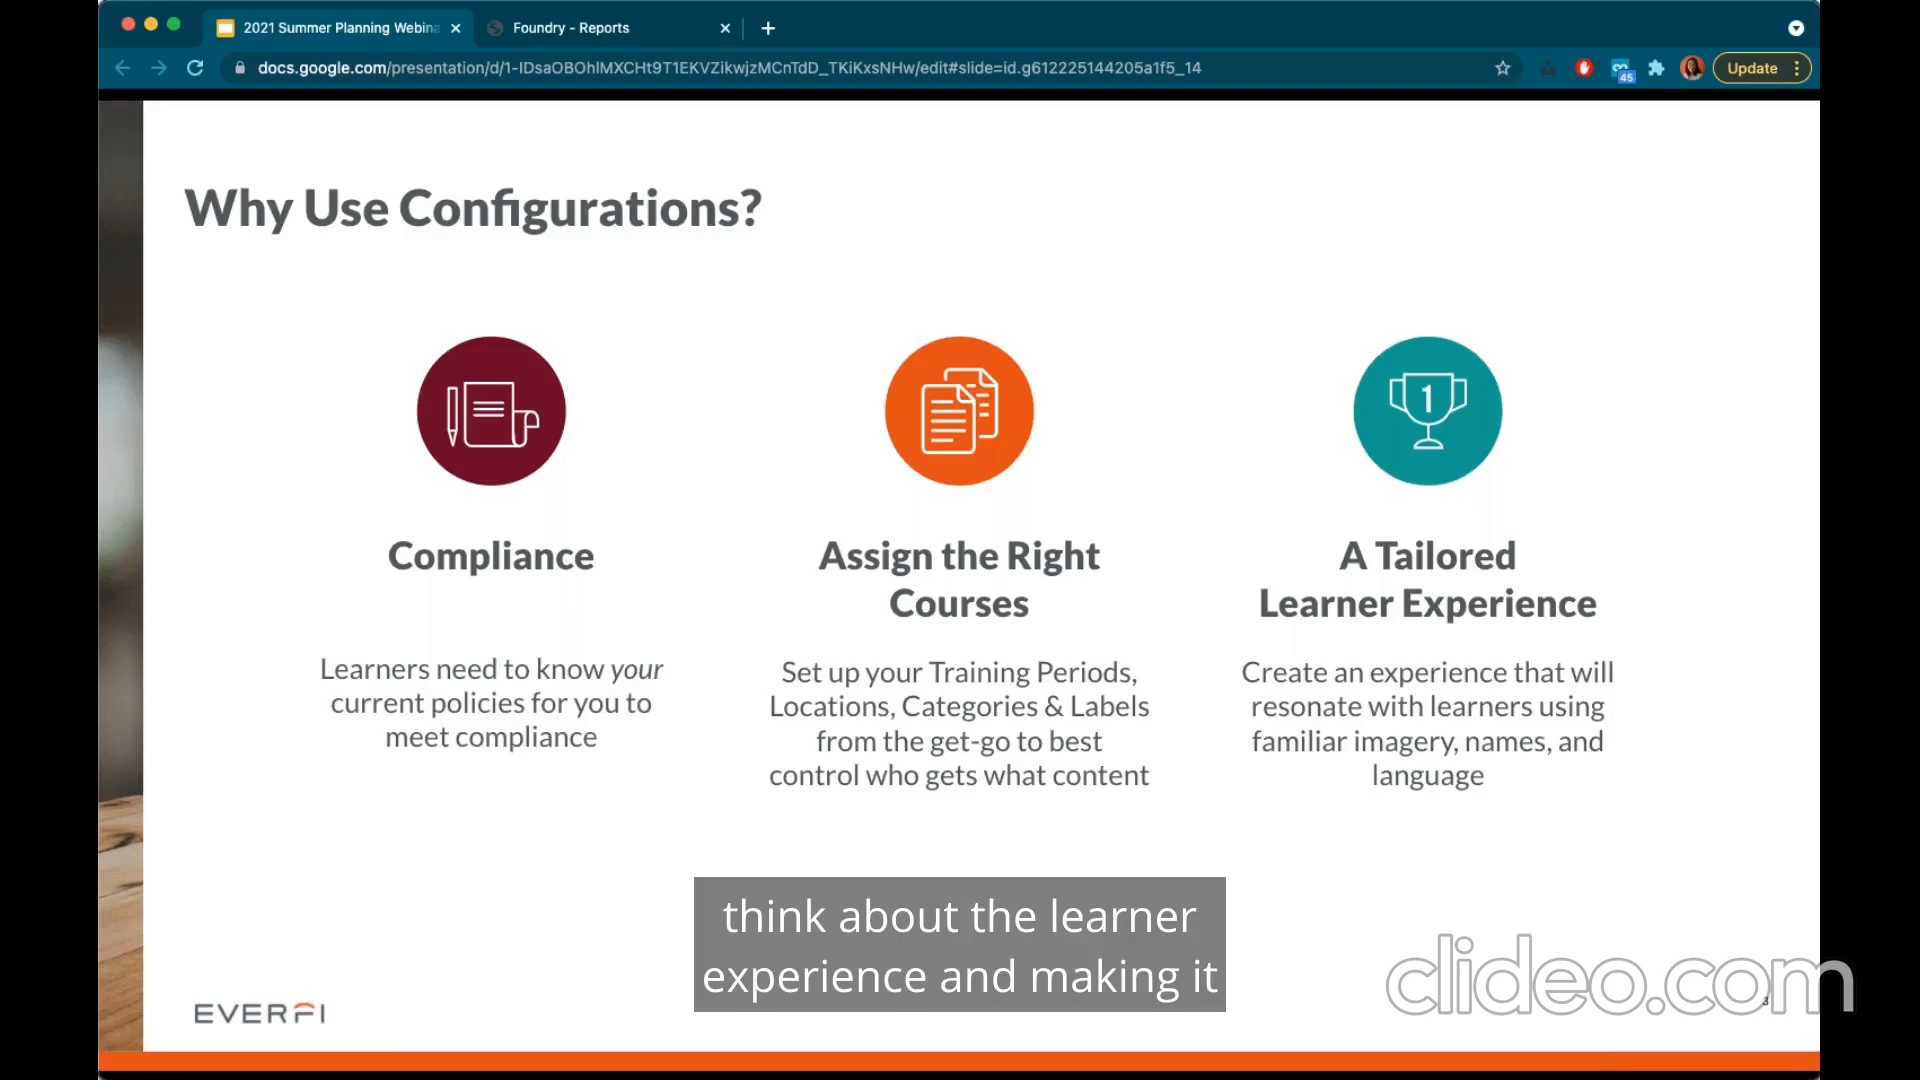 2021 Summer Planning Webina
Foundry - Reports
docs.google.com/presentation/d/1-IDsaOBOhlMXCHt9T1EKVZikwjzMCnTdD_TKiKxsNHw/edit#slide=id.g612225144205a1f5_14
45
Update
Why Use Configurations?
1
Compliance
Learners need to know your
current policies for you to
meet compliance
Assign the Right
Courses
Set up your Training Periods,
Locations, Categories & Labels
from the get-go to best
control who gets what content
A Tailored
Learner Experience
Create an experience that will
resonate with learners using
familiar imagery, names, and
language
think about the learner
experience and making it
EVERFI
clideo.com